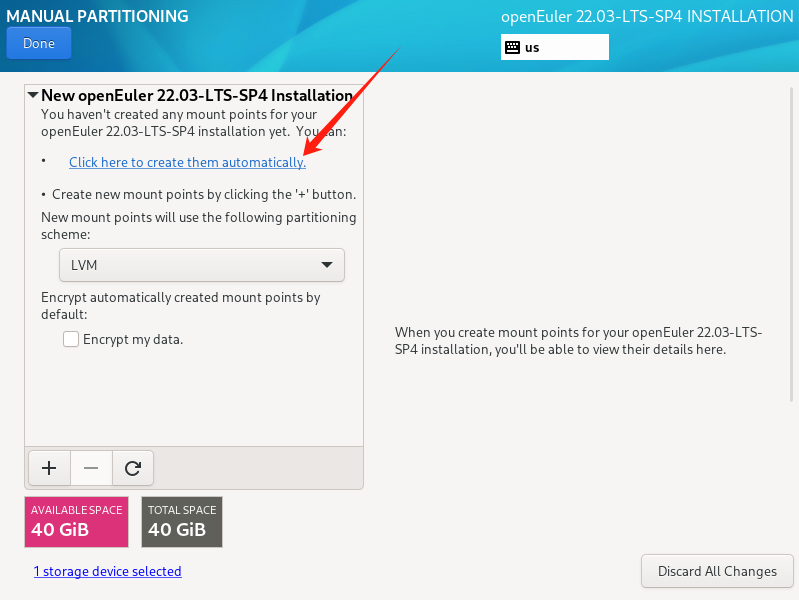 MANUAL PARTITIONING
openEuler 22.03-LTS-SP4 INSTALLATION
Done
us
New openEuler 22.03-LTS-SP4 Installation
You haven't created any mount points for your
openEuler 22.03-LTS-SP4 installation yet.  You can:
• Click here to create them automatically.
• Create new mount points by clicking the '+' button.
New mount points will use the following partitioning
scheme:
LVM
Encrypt automatically created mount points by
default:
Encrypt my data.
When you create mount points for your openEuler 22.03-LTS-
SP4 installation, you'll be able to view their details here.
AVAILABLE SPACE
40 GiB
TOTAL SPACE
40 GiB
1 storage device selected
Discard All Changes